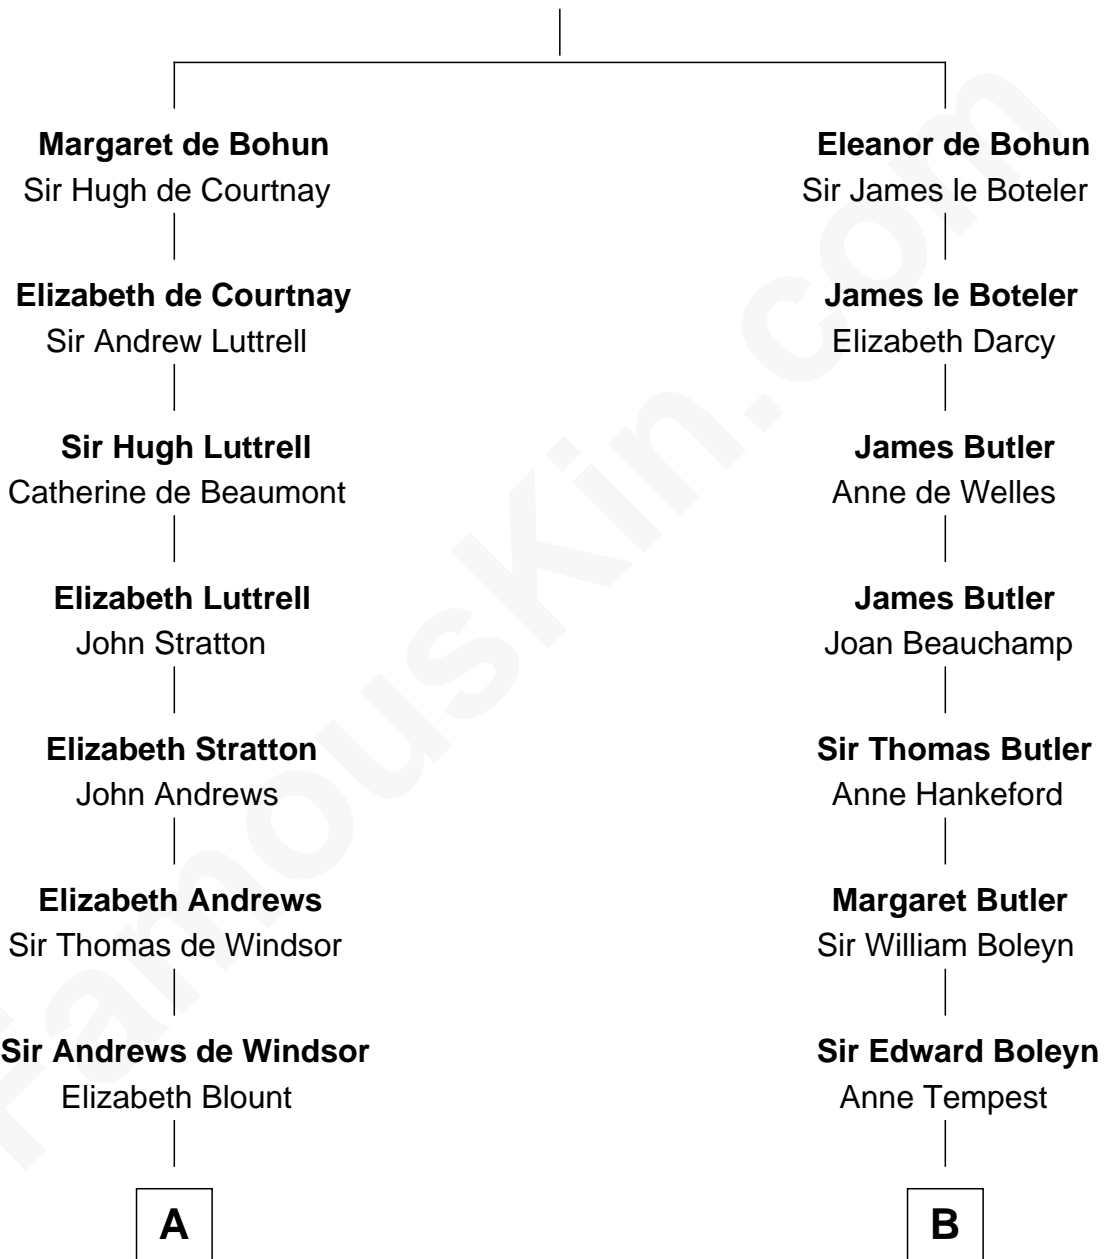 Margaret de Bohun
Sir Hugh de Courtnay
Elizabeth de Courtnay
Sir Andrew Luttrell
Sir Hugh Luttrell
Catherine de Beaumont
Elizabeth Luttrell
John Stratton
Elizabeth Stratton
John Andrews
Elizabeth Andrews
Sir Thomas de Windsor
Sir Andrews de Windsor
Elizabeth Blount
A
Eleanor de Bohun
Sir James le Boteler
James le Boteler
Elizabeth Darcy
James Butler
Anne de Welles
James Butler
Joan Beauchamp
Sir Thomas Butler
Anne Hankeford
Margaret Butler
Sir William Boleyn
Sir Edward Boleyn
Anne Tempest
B
FamousKin.com